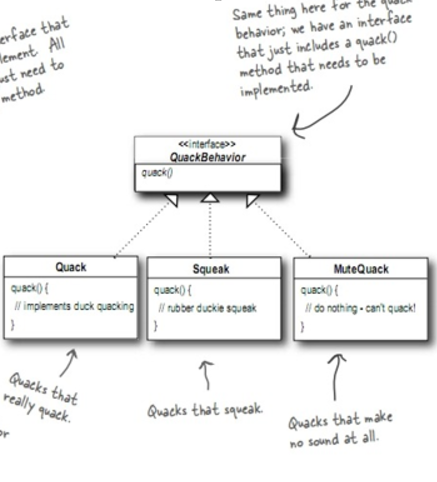 erface that
lement. All
ust need to
method.
Same thing here for the quack
behavior; we have an interface
that just includes a quack()
method that needs to be
implemented.
<<interface>>
QuackBehavior
quack()
Quack
quack() {
// implements duck quacking
}
Squeak
quack() {
// rubber duckie squeak
}
MuteQuack
quack() {
// do nothing - can't quack!
}
Quacks that
really quack.
Quacks that squeak.
Quacks that make
no sound at all.
or